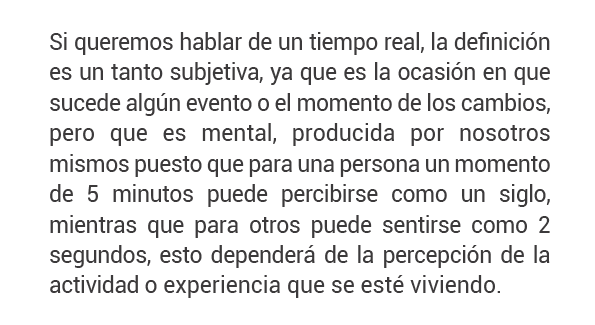 Si queremos hablar de un tiempo real, la definición
es un tanto subjetiva, ya que es la ocasión en que
sucede algún evento o el momento de los cambios,
pero que es mental, producida por nosotros
mismos puesto que para una persona un momento
de 5 minutos puede percibirse como un siglo,
mientras que para otros puede sentirse como 2
segundos, esto dependerá de la percepción de la
actividad o experiencia que se esté viviendo.